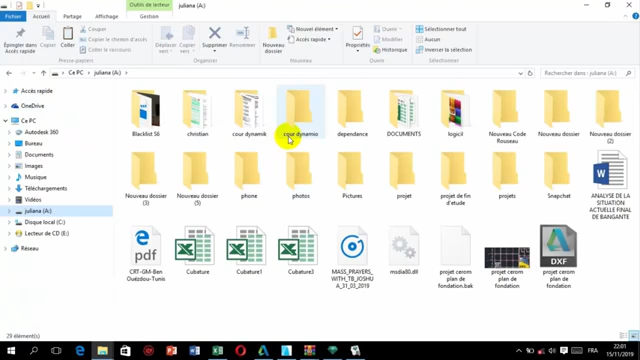 Outils de lecteur
juliana (A:)
Fichier Accueil Partage Affichage Gestion
Épingler dans Accès rapide
Copier
Coller
Couper
Copier le chemin d'accès
Coller le raccourci
Déplacer vers
Copier vers
Supprimer
Renommer
Nouveau dossier
Nouvel élément
Accès rapide
Propriétés
Ouvrir
Modifier
Historique
Sélectionner tout
Aucun
Inverser la sélection
Presse-papiers Organiser Nouveau Ouvrir Sélectionner
Ce PC juliana (A:)
Rechercher dans : juliana (A:)
Accès rapide
OneDrive
Ce PC
Autodesk 360
Bureau
Documents
Images
Musique
Téléchargements
Vidéos
juliana (A:)
Disque local (C:)
Lecteur de CD (E:)
Réseau
Blacklist S6
christian
cour dynamik
cour dynamio
dependance
DOCUMENTS
logicil
Nouveau Code Rousseau
Nouveau dossier
Nouveau dossier (2)
Nouveau dossier (3)
Nouveau dossier (5)
phone
photos
Pictures
projet
projet de fin d'etude
projets
Snapchet
ANALYSE DE LA SITUATION ACTUELLE FINAL DE BANGANTE
CRT-GM-Ben Ouézdou-Tunis
Cubature
Cubature1
Cubature3
MASS_PRAYERS_WITH_TB_JOSHUA_31_03_2019
msdia80.dll
projet cerom plan de fondation.bak
projet cerom plan de fondation
projet cerom plan de fondation
pdf
DXF
29 élément(s)
FRA
22:01
15/11/2019